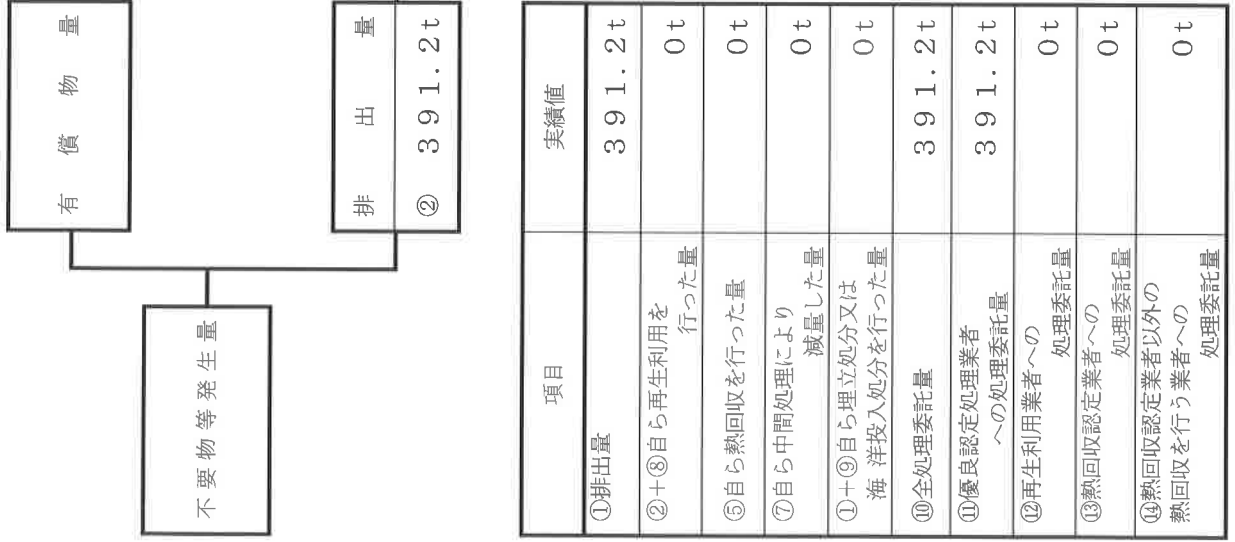 有償物量
不要物等発生量
排出量
② 391.2t
項目 実績値
①排出量 391.2t
②+⑧自ら再生利用を
行った量 0t
⑤自ら熱回収を行った量 0t
⑦自ら中間処理により
減量した量 0t
①+⑨自ら埋立処分又は
海洋投入処分を行った量 0t
⑩全処理委託量 391.2t
⑪優良認定処理業者
への処理委託量 391.2t
⑫再生利用業者への
処理委託量 0t
⑬熱回収認定業者への
処理委託量 0t
⑭熱回収認定業者以外の
熱回収を行う業者への
処理委託量 0t